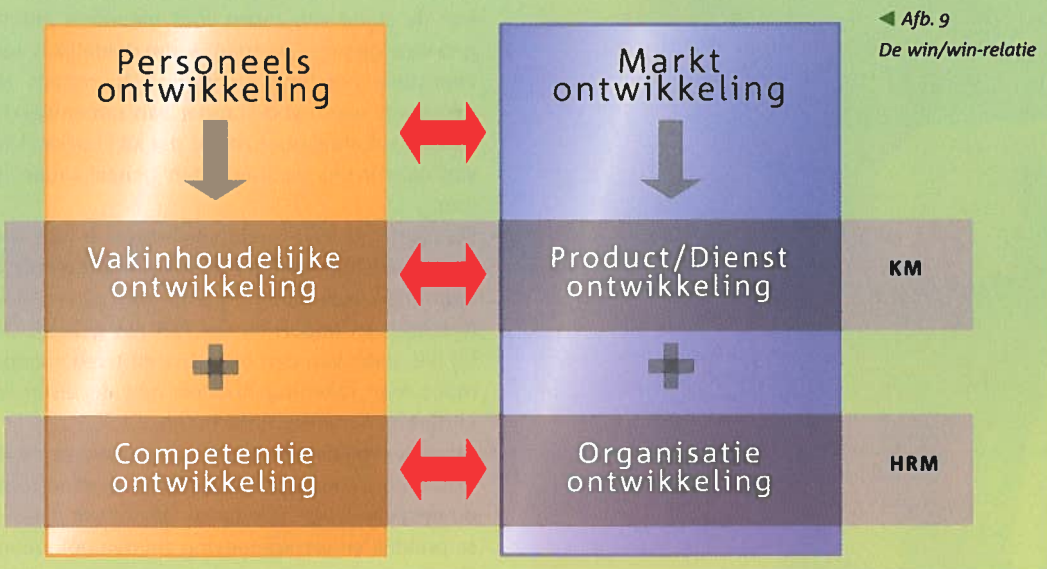 Afb. 9
De win/win-relatie
Personeels
ontwikkeling
Markt
ontwikkeling
Vakinhoudelijke
ontwikkeling
Product/Dienst
ontwikkeling
KM
Competentie
ontwikkeling
Organisatie
ontwikkeling
HRM